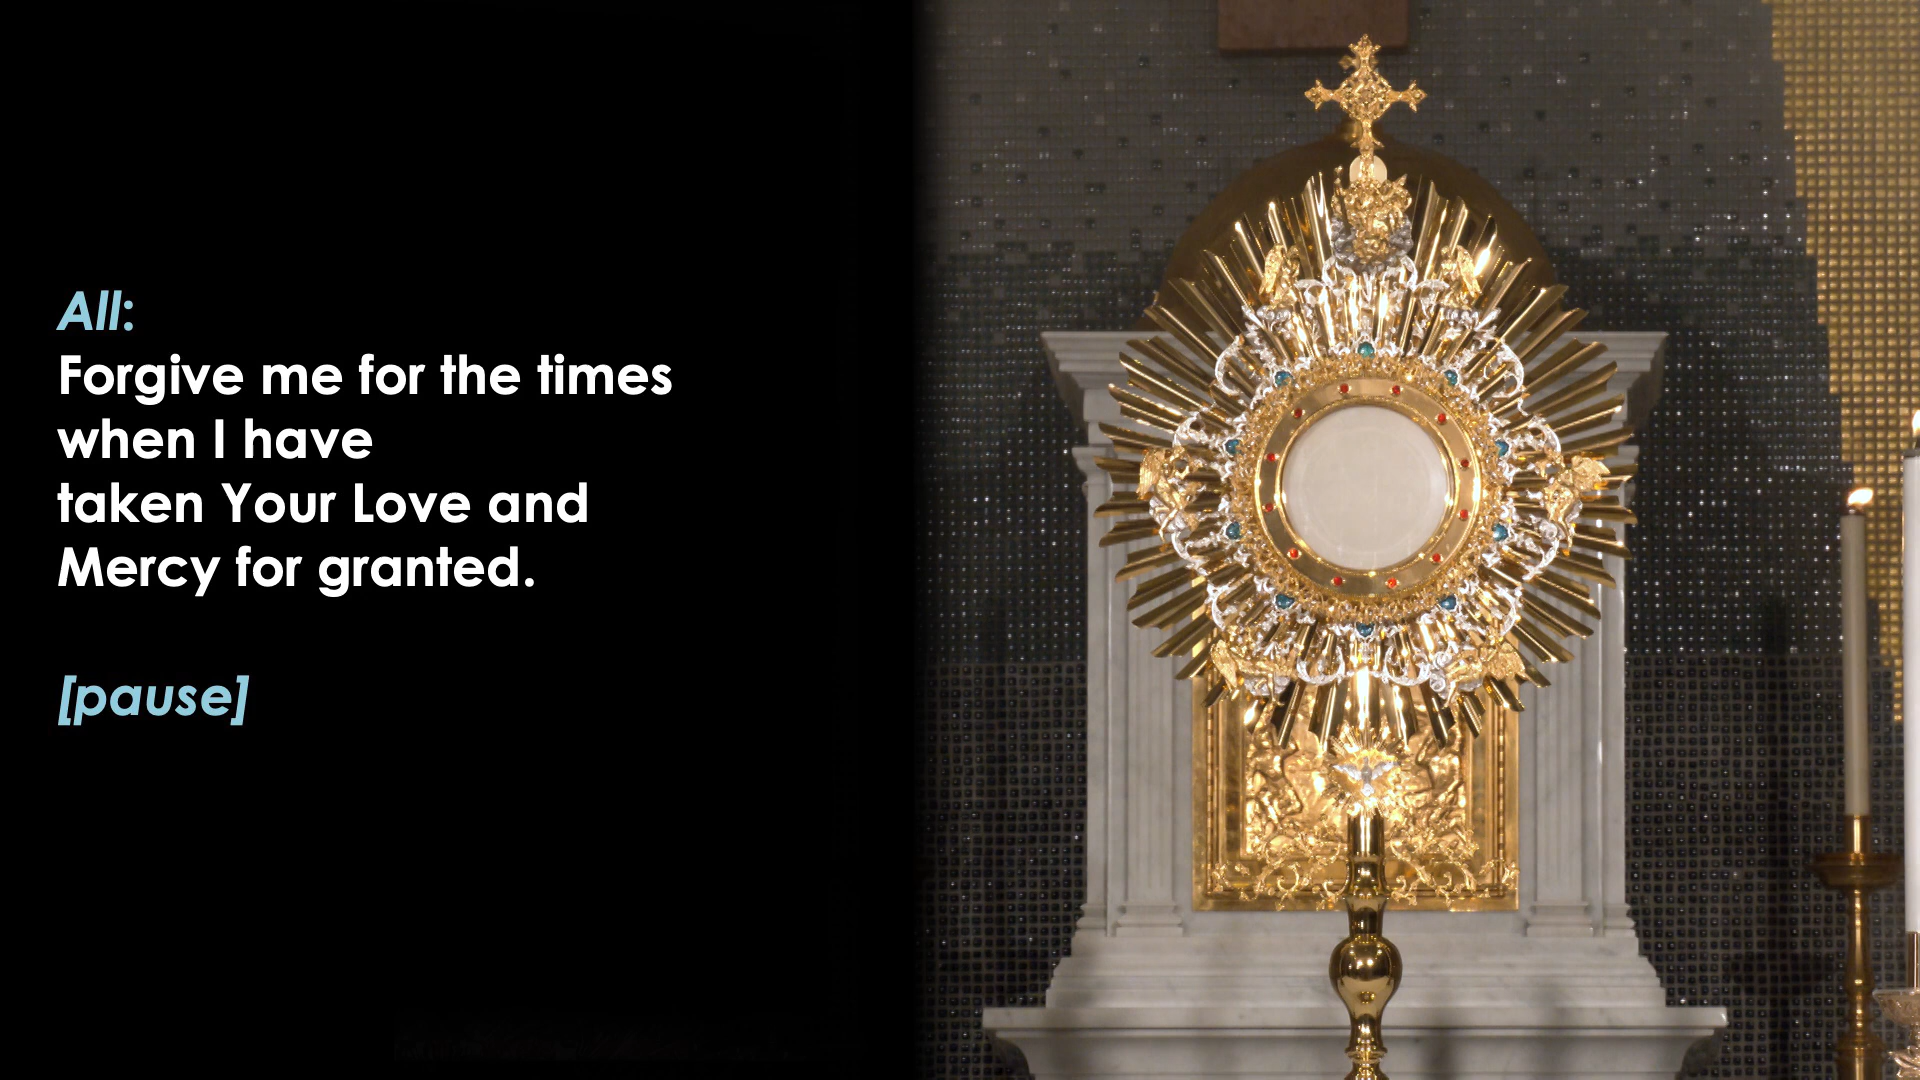 All:
Forgive me for the times
when I have
taken Your Love and
Mercy for granted.
[pause]